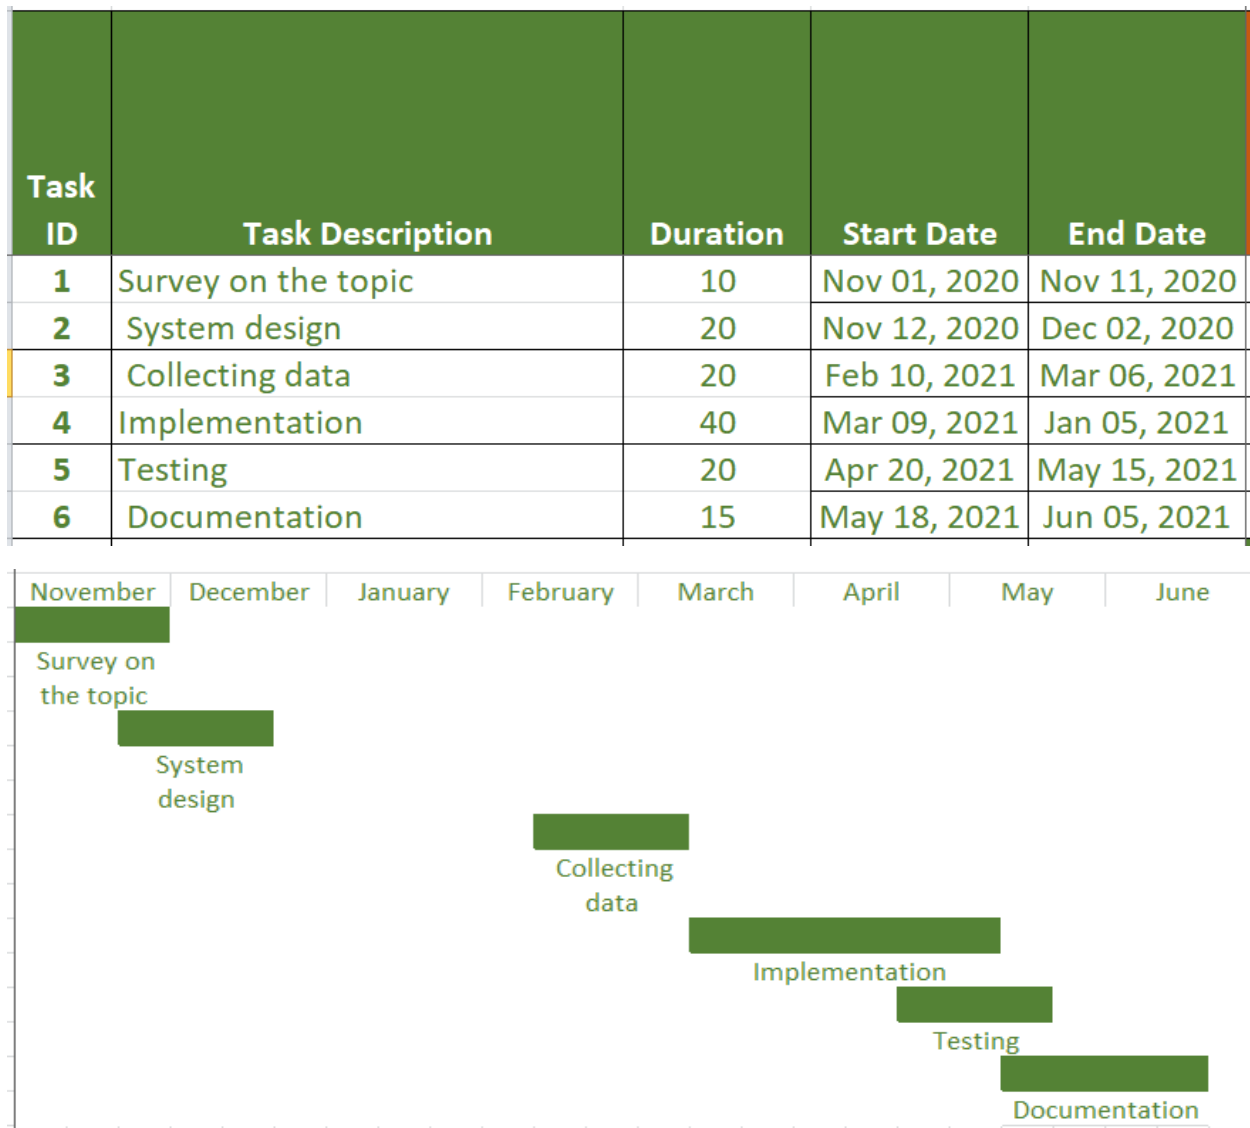 Task ID Task Description Duration Start Date End Date
1 Survey on the topic 10 Nov 01, 2020 Nov 11, 2020
2 System design 20 Nov 12, 2020 Dec 02, 2020
3 Collecting data 20 Feb 10, 2021 Mar 06, 2021
4 Implementation 40 Mar 09, 2021 Jan 05, 2021
5 Testing 20 Apr 20, 2021 May 15, 2021
6 Documentation 15 May 18, 2021 Jun 05, 2021
November December January February March April May June
Survey on
the topic
System
design
Collecting
data
Implementation
Testing
Documentation